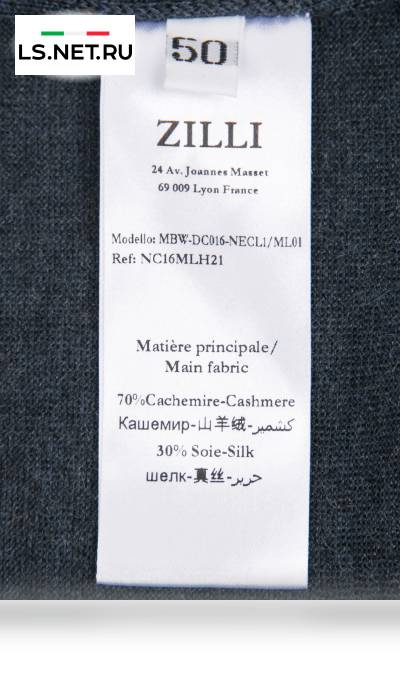 LS.NET.RU
50
ZILLI
24 Av. Joannes Masset
69 009 Lyon France
Modello: MBW-DC016-NECL1/ML01
Ref: NC16MLH21
Matière principale/
Main fabric
70%Cachemire-Cashmere
Кашемир-山羊绒-كشمير
30% Soie-Silk
шелк-真丝-حرير